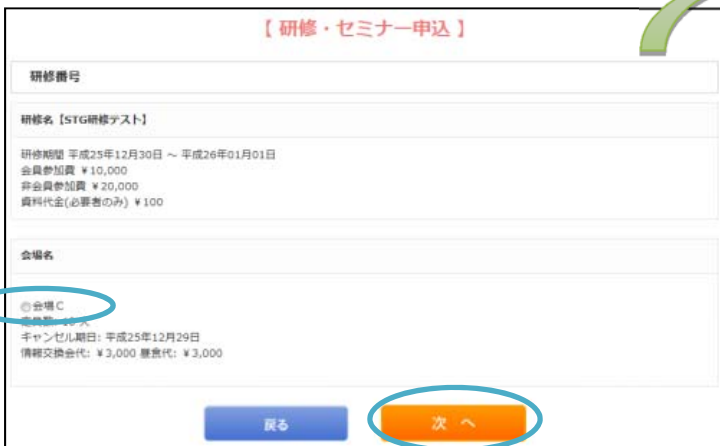 【 研修・セミナー申込 】
研修番号
研修名【STG研修テスト】
研修期間 平成25年12月30日 ～ 平成26年01月01日
会員参加費 ￥10,000
非会員参加費 ￥20,000
資料代金(必要者のみ) ￥100
会場名
会場C
キャンセル期日: 平成25年12月29日
情報交換会代: ￥3,000 昼食代: ￥3,000
戻る
次 へ